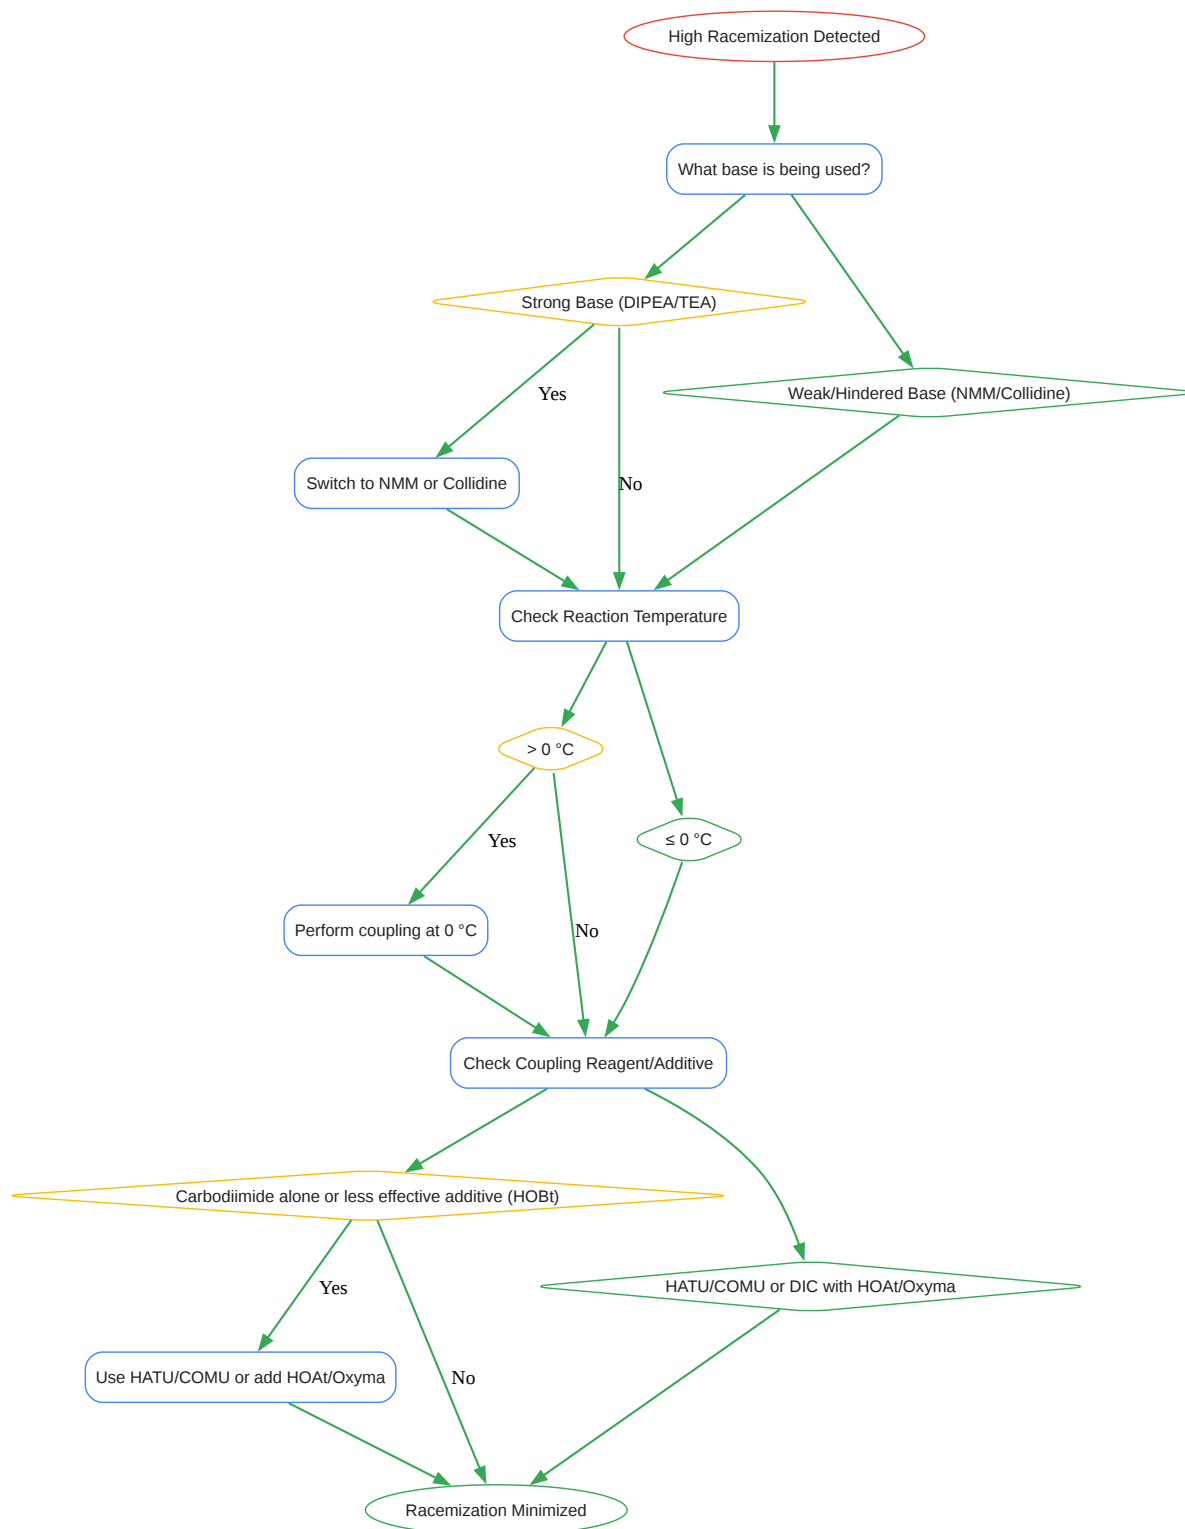 High Racemization Detected
What base is being used?
Strong Base (DIPEA/TEA)
Yes
Weak/Hindered Base (NMM/Collidine)
Switch to NMM or Collidine
No
Check Reaction Temperature
> 0 °C
Yes
≤ 0 °C
Perform coupling at 0 °C
No
Check Coupling Reagent/Additive
Carbodiimide alone or less effective additive (HOBt)
Yes
HATU/COMU or DIC with HOAt/Oxyma
Use HATU/COMU or add HOAt/Oxyma
No
Racemization Minimized